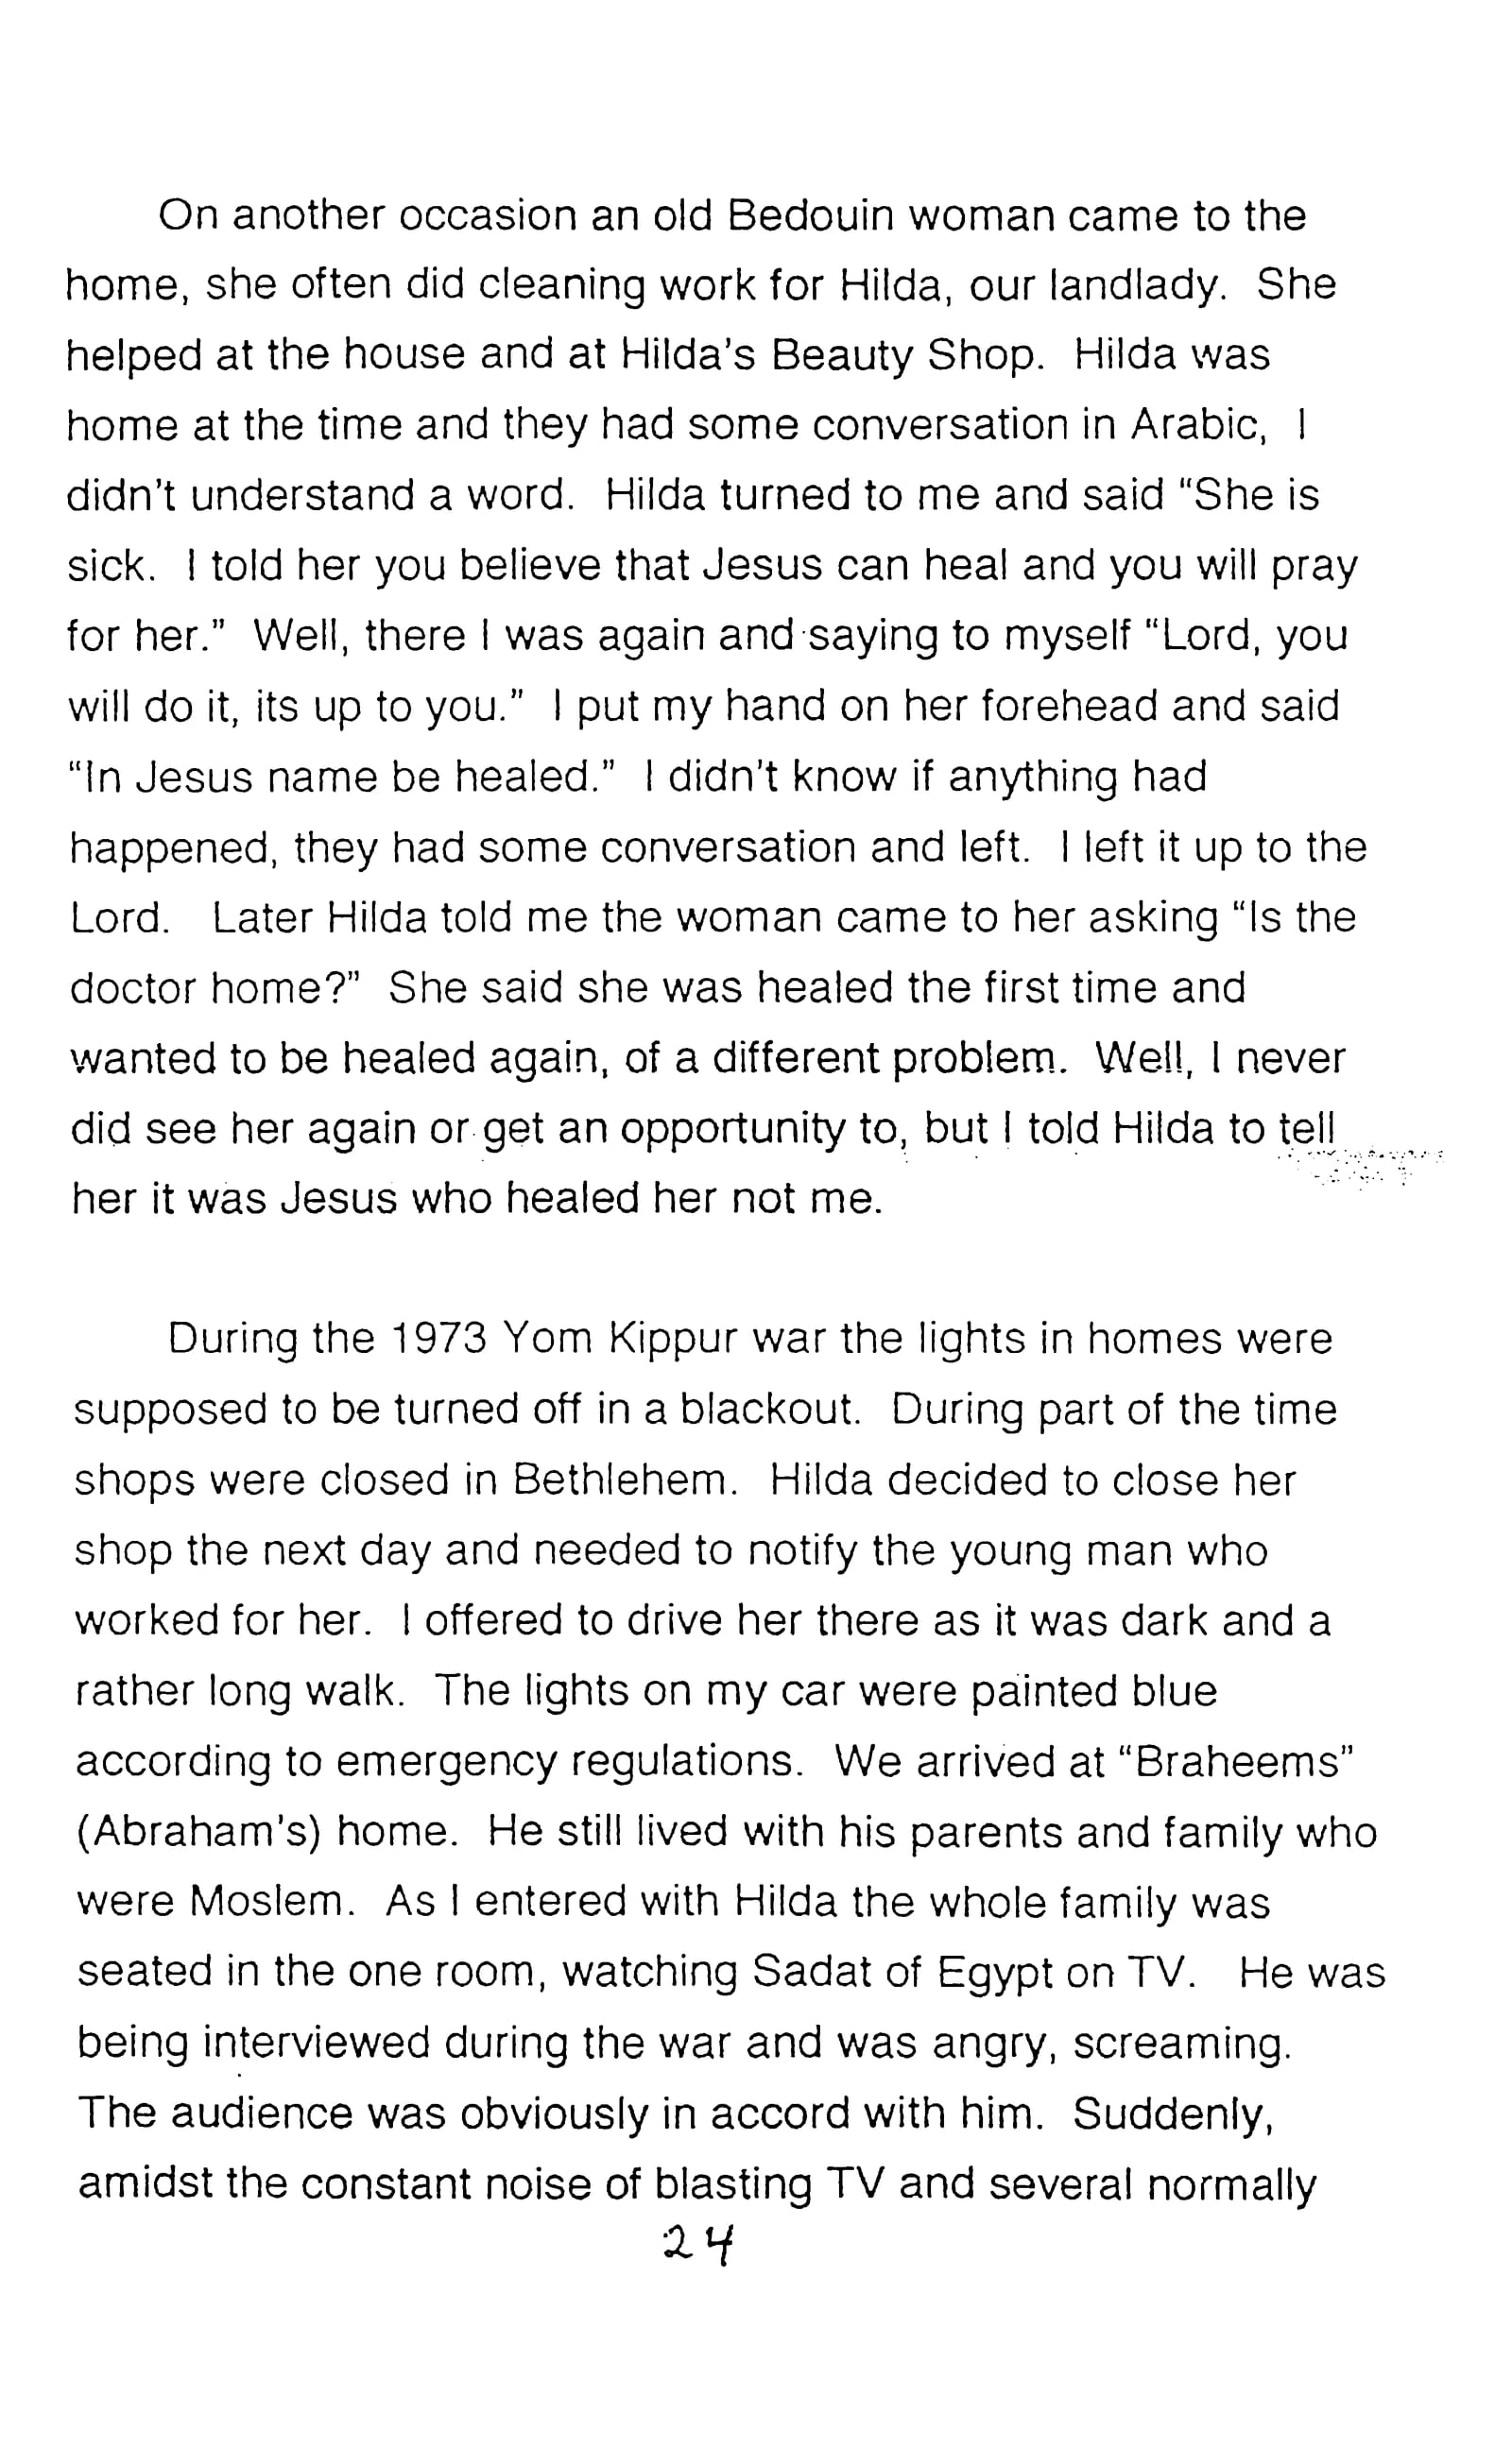 On another occasion an old Bedouin woman came to the
home, she often did cleaning work for Hilda, our landlady. She
helped at the house and at Hilda's Beauty Shop. Hilda was
home at the time and they had some conversation in Arabic, I
didn't understand a word. Hilda turned to me and said “She is
sick. I told her you believe that Jesus can heal and you will pray
for her.” Well, there I was again and saying to myself “Lord, you
will do it, its up to you.” I put my hand on her forehead and said
“In Jesus name be healed.” I didn't know if anything had
happened, they had some conversation and left. I left it up to the
Lord. Later Hilda told me the woman came to her asking “Is the
doctor home?” She said she was healed the first time and
wanted to be healed again, of a different problem. Well, I never
did see her again or get an opportunity to, but I told Hilda to tell
her it was Jesus who healed her not me.
During the 1973 Yom Kippur war the lights in homes were
supposed to be turned off in a blackout. During part of the time
shops were closed in Bethlehem. Hilda decided to close her
shop the next day and needed to notify the young man who
worked for her. I offered to drive her there as it was dark and a
rather long walk. The lights on my car were painted blue
according to emergency regulations. We arrived at “Braheems”
(Abraham's) home. He still lived with his parents and family who
were Moslem. As I entered with Hilda the whole family was
seated in the one room, watching Sadat of Egypt on TV. He was
being interviewed during the war and was angry, screaming.
The audience was obviously in accord with him. Suddenly,
amidst the constant noise of blasting TV and several normally
24